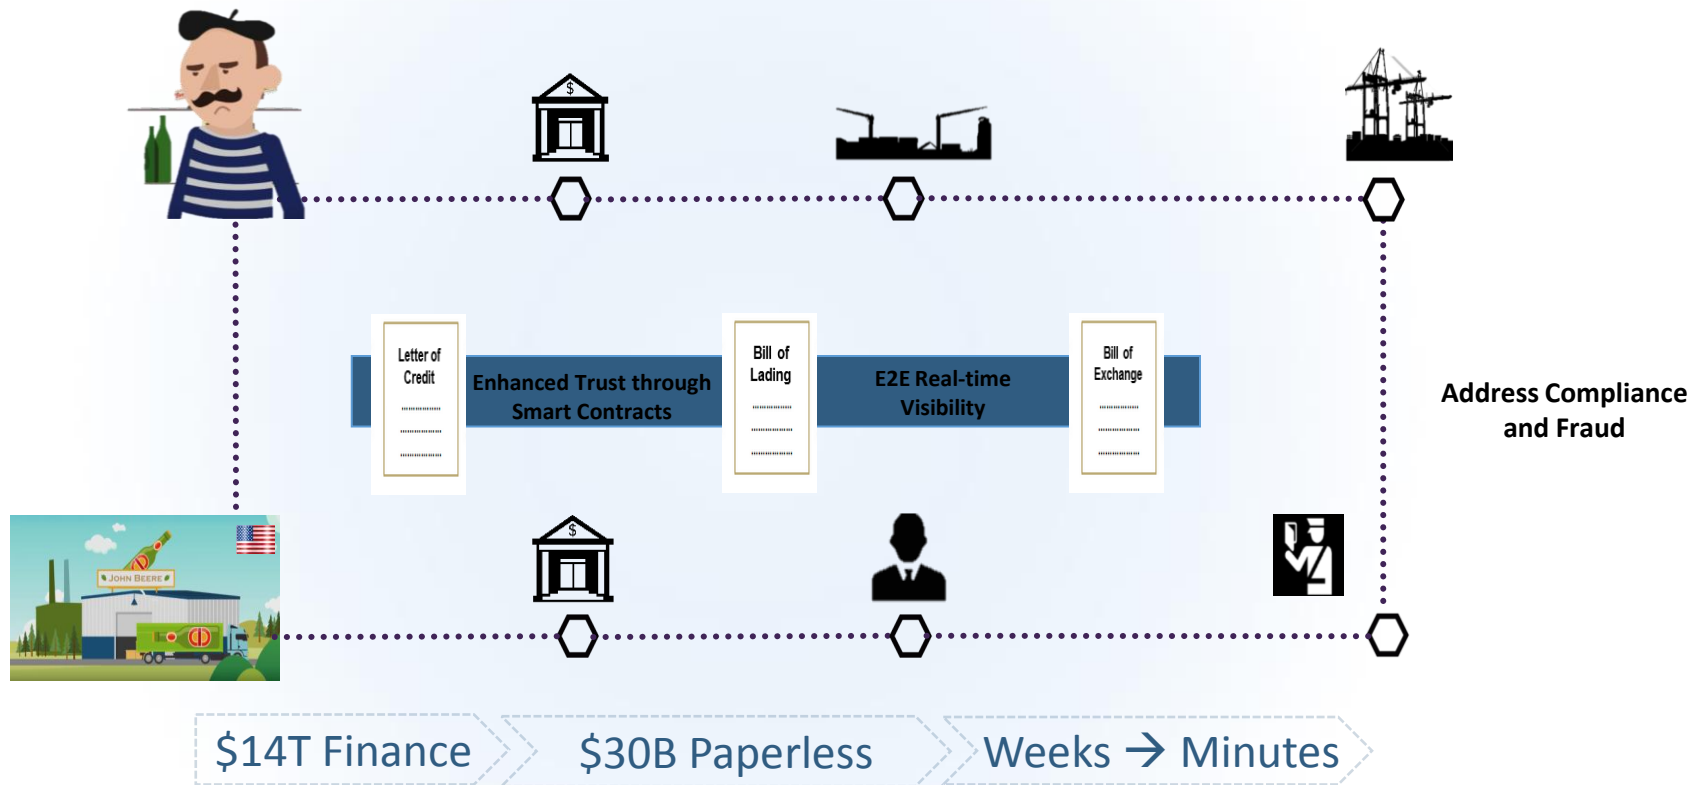 $
Letter of
Credit
Enhanced Trust through
Smart Contracts
Bill of
Lading
E2E Real-time
Visibility
Bill of
Exchange
Address Compliance
and Fraud
$
JOHN BEERE
$14T Finance
$30B Paperless
Weeks → Minutes